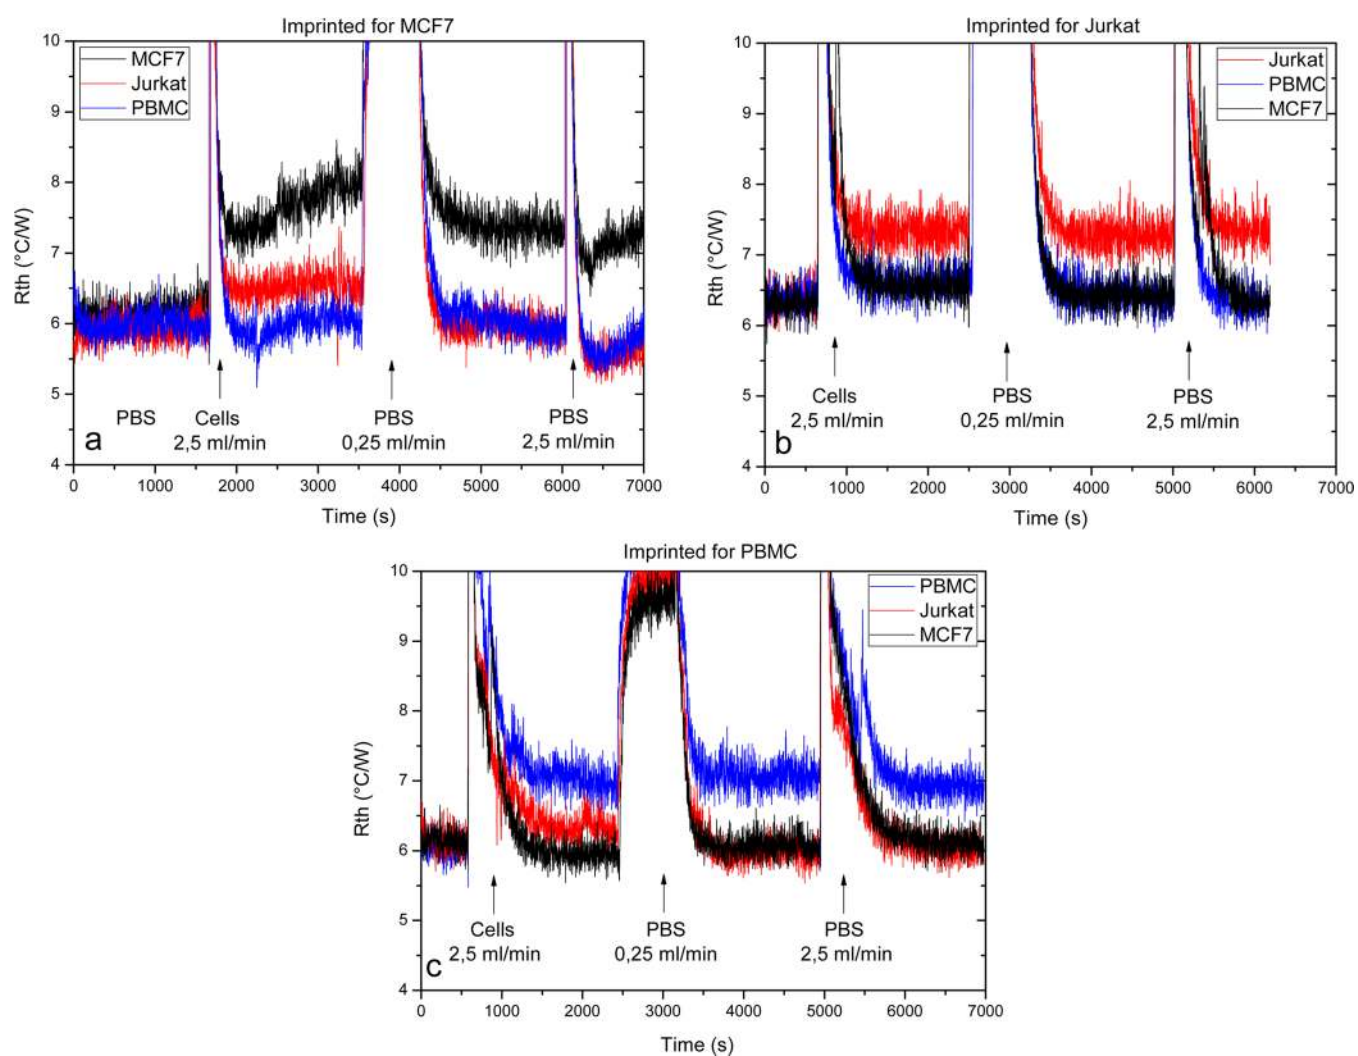 Imprinted for MCF7
10
9
8
7
6
5
4
Rth (°C/W)
MCF7
Jurkat
PBMC
PBS
Cells
2,5 ml/min
PBS
0,25 ml/min
PBS
2,5 ml/min
a
0 1000 2000 3000 4000 5000 6000 7000
Time (s)
Imprinted for Jurkat
10
9
8
7
6
5
4
Rth (°C/W)
Jurkat
PBMC
MCF7
Cells
2,5 ml/min
PBS
0,25 ml/min
PBS
2,5 ml/min
b
0 1000 2000 3000 4000 5000 6000 7000
Time (s)
Imprinted for PBMC
10
9
8
7
6
5
4
Rth (°C/W)
PBMC
Jurkat
MCF7
Cells
2,5 ml/min
PBS
0,25 ml/min
PBS
2,5 ml/min
c
0 1000 2000 3000 4000 5000 6000 7000
Time (s)